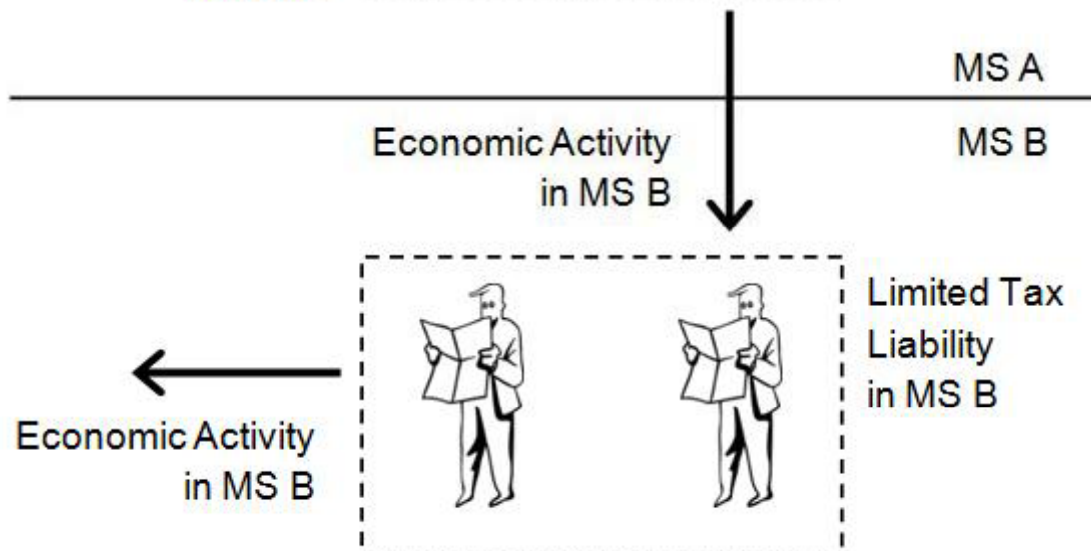 MS A
MS B
Economic Activity
in MS B
Limited Tax
Liability
in MS B
Economic Activity
in MS B